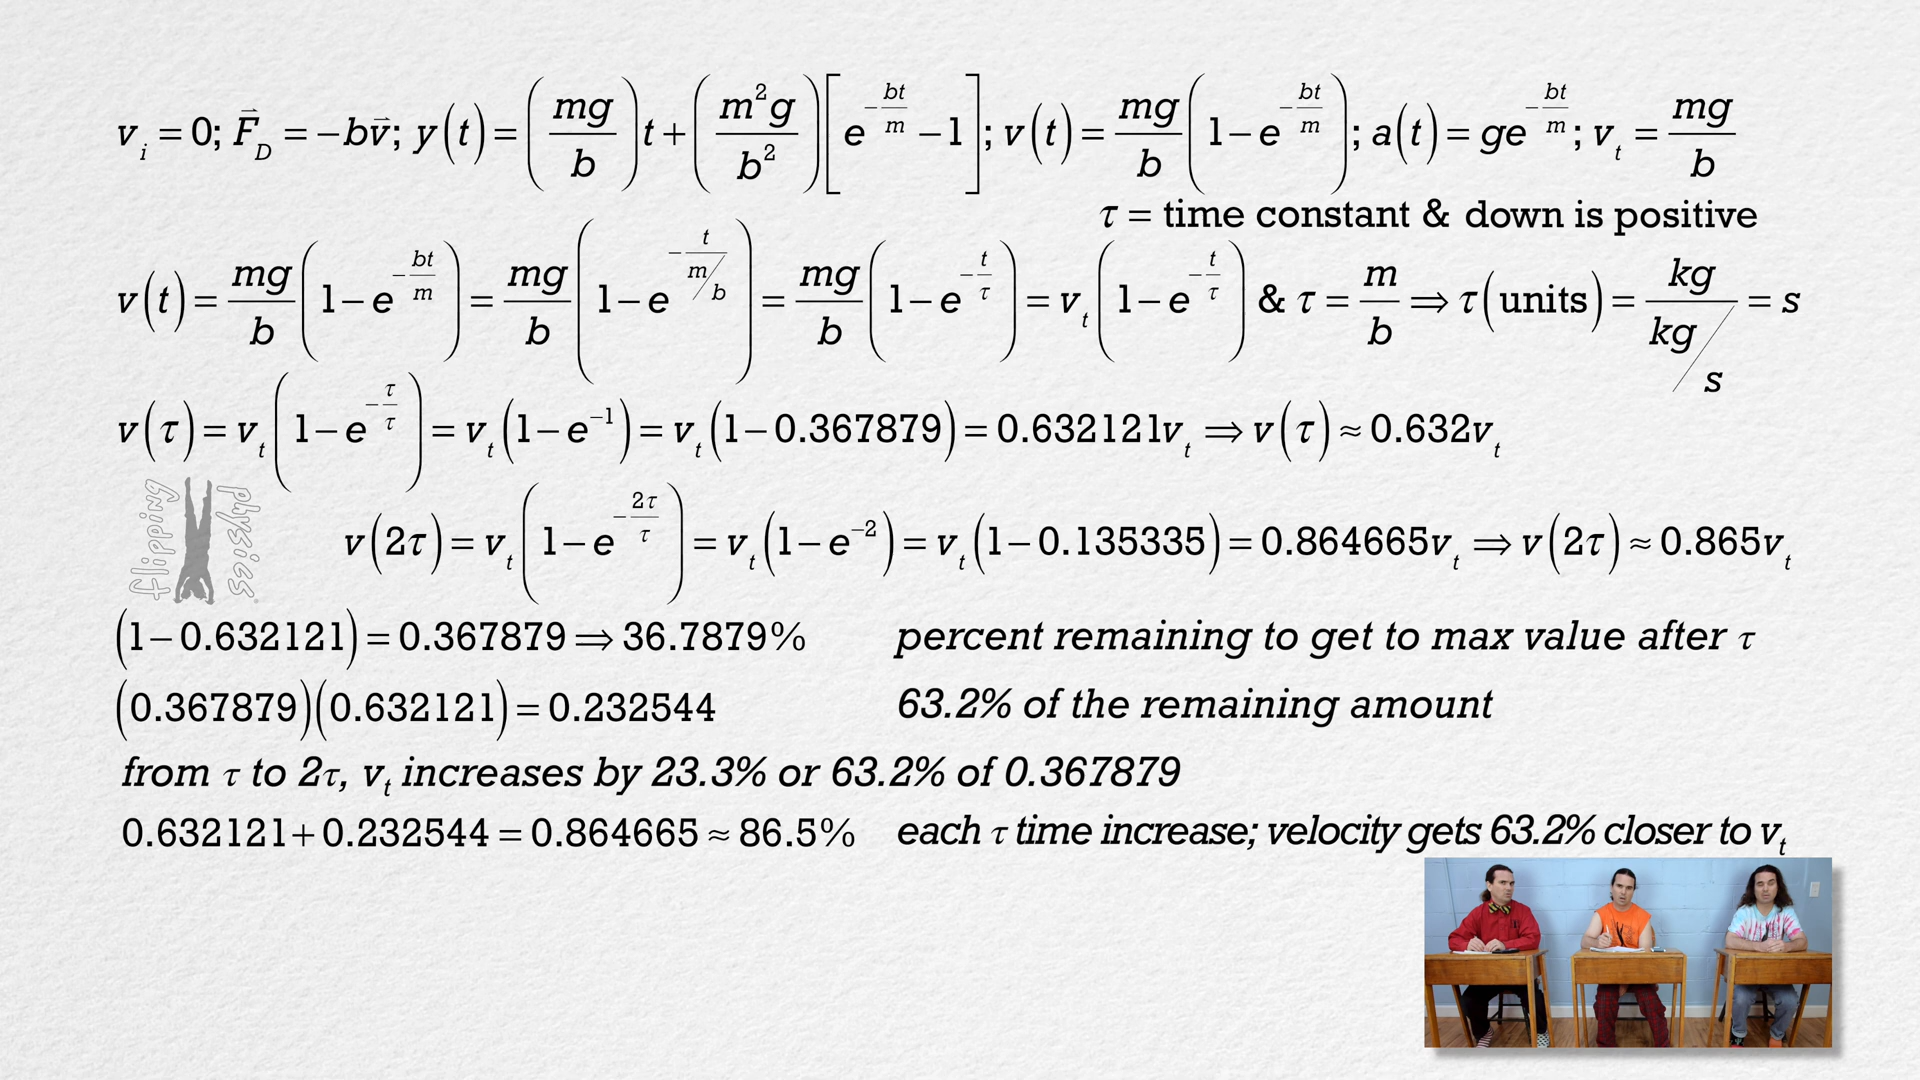 v_i = 0; \vec{F}_D = -b\vec{v}; y(t) = (mg/b)t + (m²g/b²)[e^(-bt/m) - 1]; v(t) = mg/b (1 - e^(-bt/m)); a(t) = ge^(-bt/m); v_t = mg/b
τ = time constant & down is positive
v(t) = mg/b (1 - e^(-bt/m)) = mg/b (1 - e^(-t/(m/b))) = mg/b (1 - e^(-t/τ)) = v_t (1 - e^(-t/τ)) & τ = m/b ⇒ τ(units) = kg/(kg/s) = s
v(τ) = v_t (1 - e^(-τ/τ)) = v_t (1 - e^(-1)) = v_t (1 - 0.367879) = 0.632121v_t ⇒ v(τ) ≈ 0.632v_t
flipping physics
v(2τ) = v_t (1 - e^(-2τ/τ)) = v_t (1 - e^(-2)) = v_t (1 - 0.135335) = 0.864665v_t ⇒ v(2τ) ≈ 0.865v_t
(1 - 0.632121) = 0.367879 ⇒ 36.7879% percent remaining to get to max value after τ
(0.367879)(0.632121) = 0.232544 63.2% of the remaining amount
from τ to 2τ, v_t increases by 23.3% or 63.2% of 0.367879
0.632121 + 0.232544 = 0.864665 ≈ 86.5% each τ time increase; velocity gets 63.2% closer to v_t